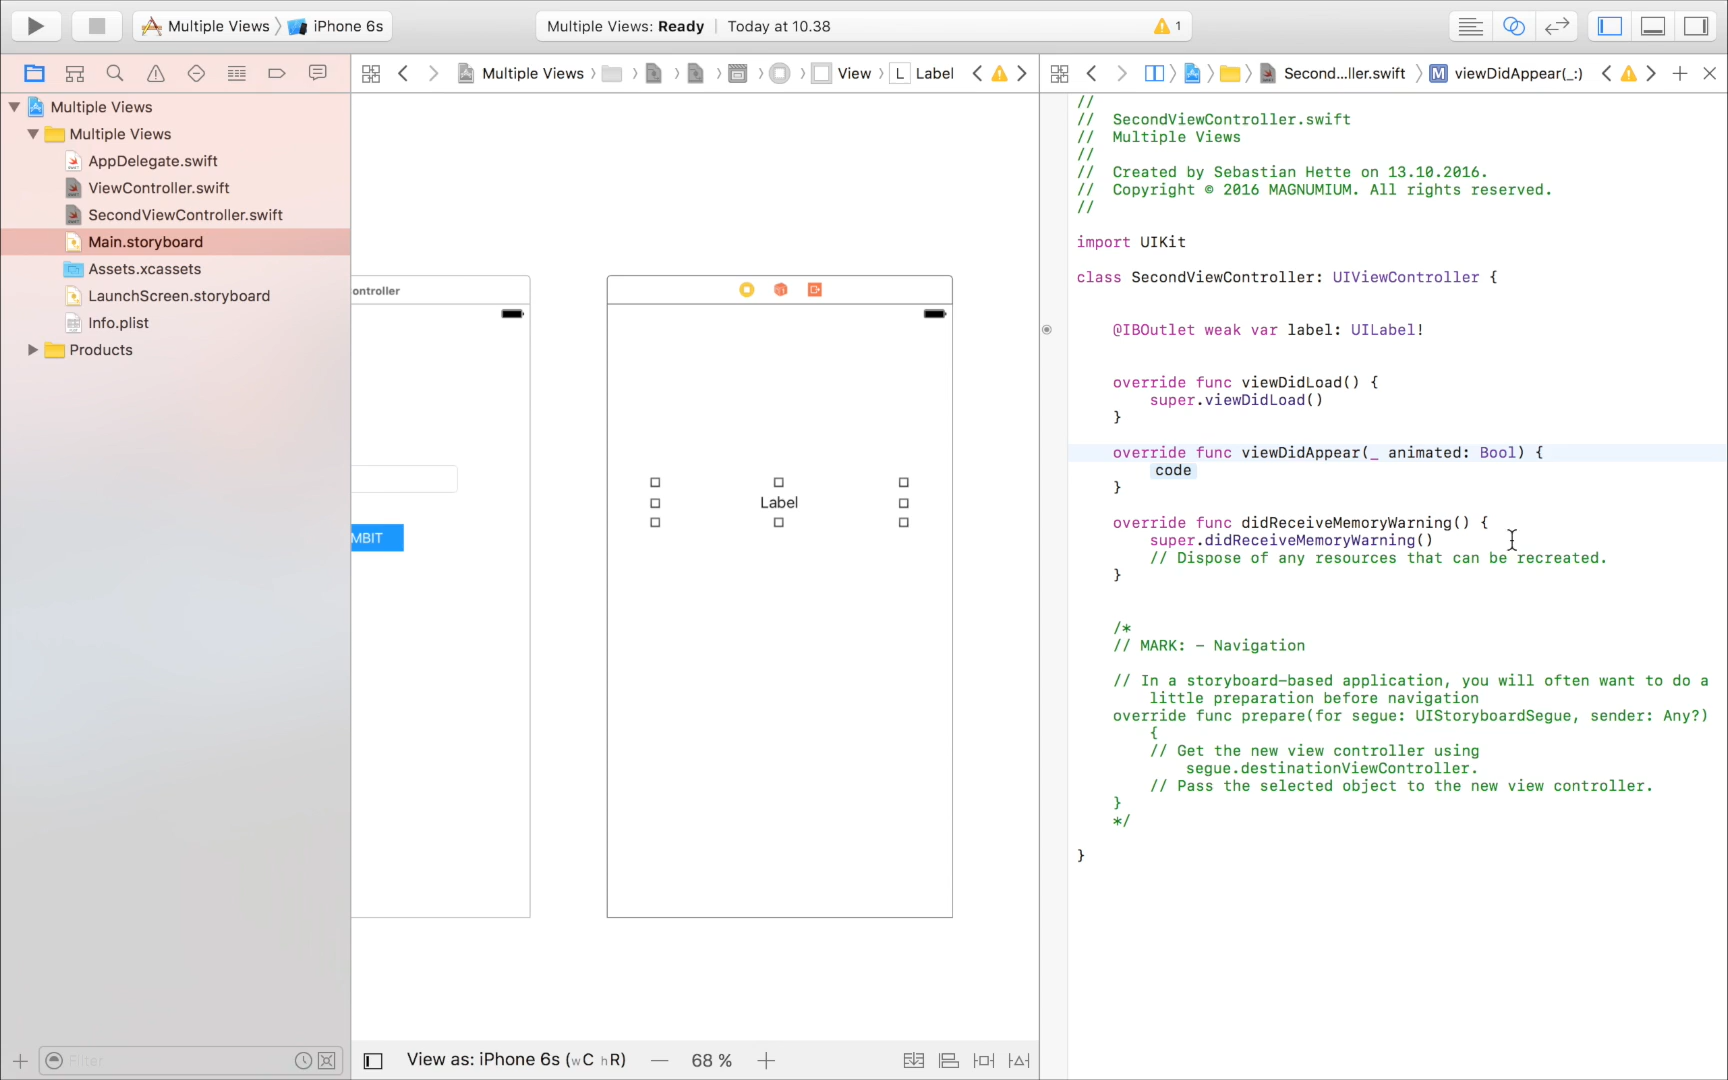 Multiple Views 〉 iPhone 6s
Multiple Views: Ready | Today at 10.38
1
Multiple Views
View
L Label
Second...ller.swift
M viewDidAppear(_:)
Multiple Views
Multiple Views
AppDelegate.swift
ViewController.swift
SecondViewController.swift
Main.storyboard
Assets.xcassets
LaunchScreen.storyboard
Info.plist
Products
Filter
ontroller
MBIT
Label
View as: iPhone 6s (wC hR)
68 %
//
// SecondViewController.swift
// Multiple Views
//
// Created by Sebastian Hette on 13.10.2016.
// Copyright © 2016 MAGNUMIUM. All rights reserved.
//
import UIKit
class SecondViewController: UIViewController {
@IBOutlet weak var label: UILabel!
override func viewDidLoad() {
super.viewDidLoad()
}
override func viewDidAppear(_ animated: Bool) {
code
}
override func didReceiveMemoryWarning() {
super.didReceiveMemoryWarning()
// Dispose of any resources that can be recreated.
}
/*
// MARK: - Navigation
// In a storyboard-based application, you will often want to do a
little preparation before navigation
override func prepare(for segue: UIStoryboardSegue, sender: Any?)
{
// Get the new view controller using
segue.destinationViewController.
// Pass the selected object to the new view controller.
}
*/
}